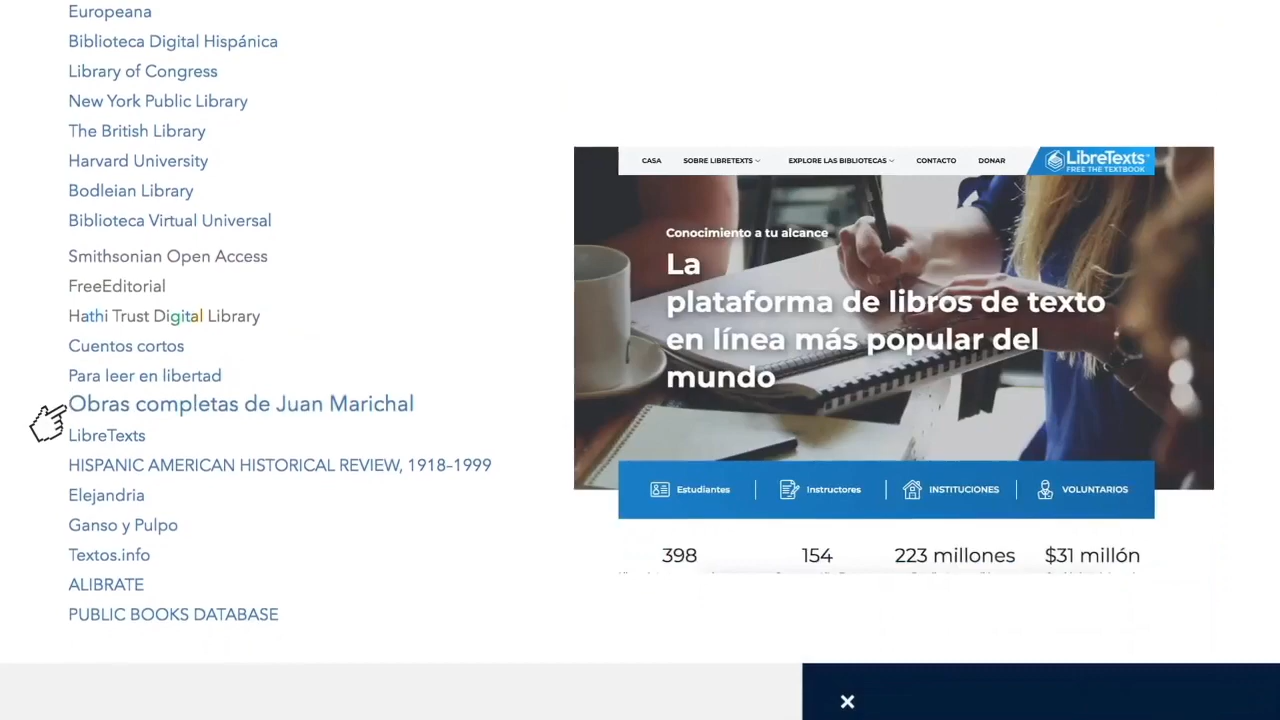 Europeana
Biblioteca Digital Hispánica
Library of Congress
New York Public Library
The British Library
Harvard University
Bodleian Library
Biblioteca Virtual Universal
Smithsonian Open Access
FreeEditorial
Hathi Trust Digital Library
Cuentos cortos
Para leer en libertad
Obras completas de Juan Marichal
LibreTexts
HISPANIC AMERICAN HISTORICAL REVIEW, 1918-1999
Elejandria
Ganso y Pulpo
Textos.info
ALIBRATE
PUBLIC BOOKS DATABASE
CASA SOBRE LIBRETEXTS EXPLORE LAS BIBLIOTECAS CONTACTO DONAR
LibreTexts™
FREE THE TEXTBOOK
Conocimiento a tu alcance
La
plataforma de libros de texto
en línea más popular del
mundo
Estudiantes Instructores INSTITUCIONES VOLUNTARIOS
398 154 223 millones $31 millón